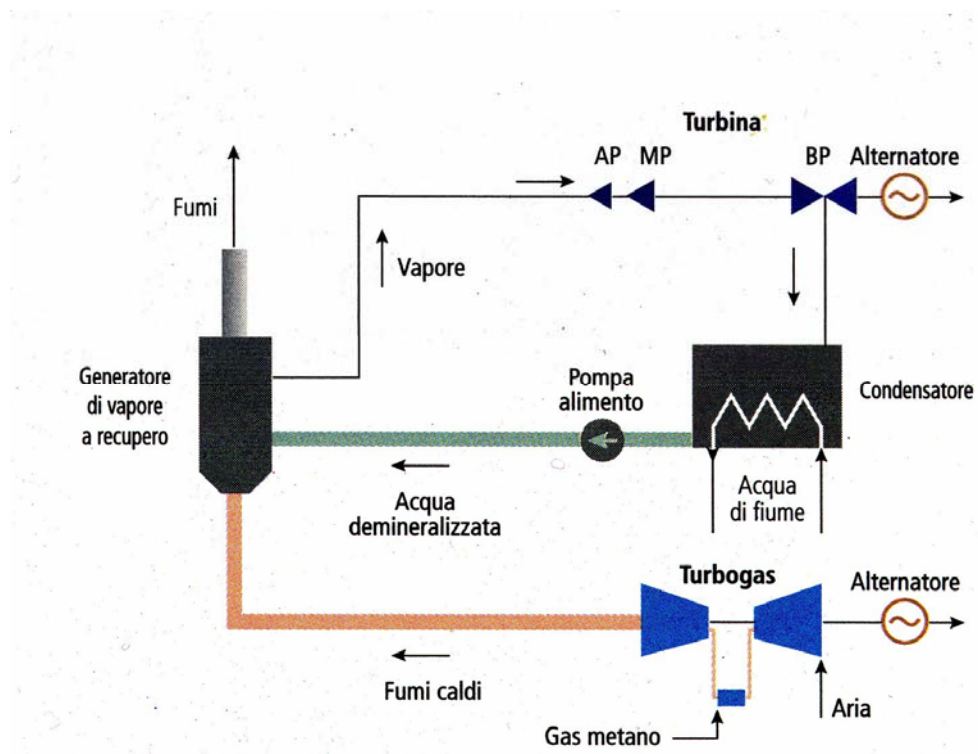 Turbina
AP MP BP Alternatore
Fumi
Vapore
Generatore
di vapore
a recupero
Pompa
alimento
Condensatore
Acqua
demineralizzata
Acqua
di fiume
Turbogas
Alternatore
Fumi caldi
Gas metano
Aria